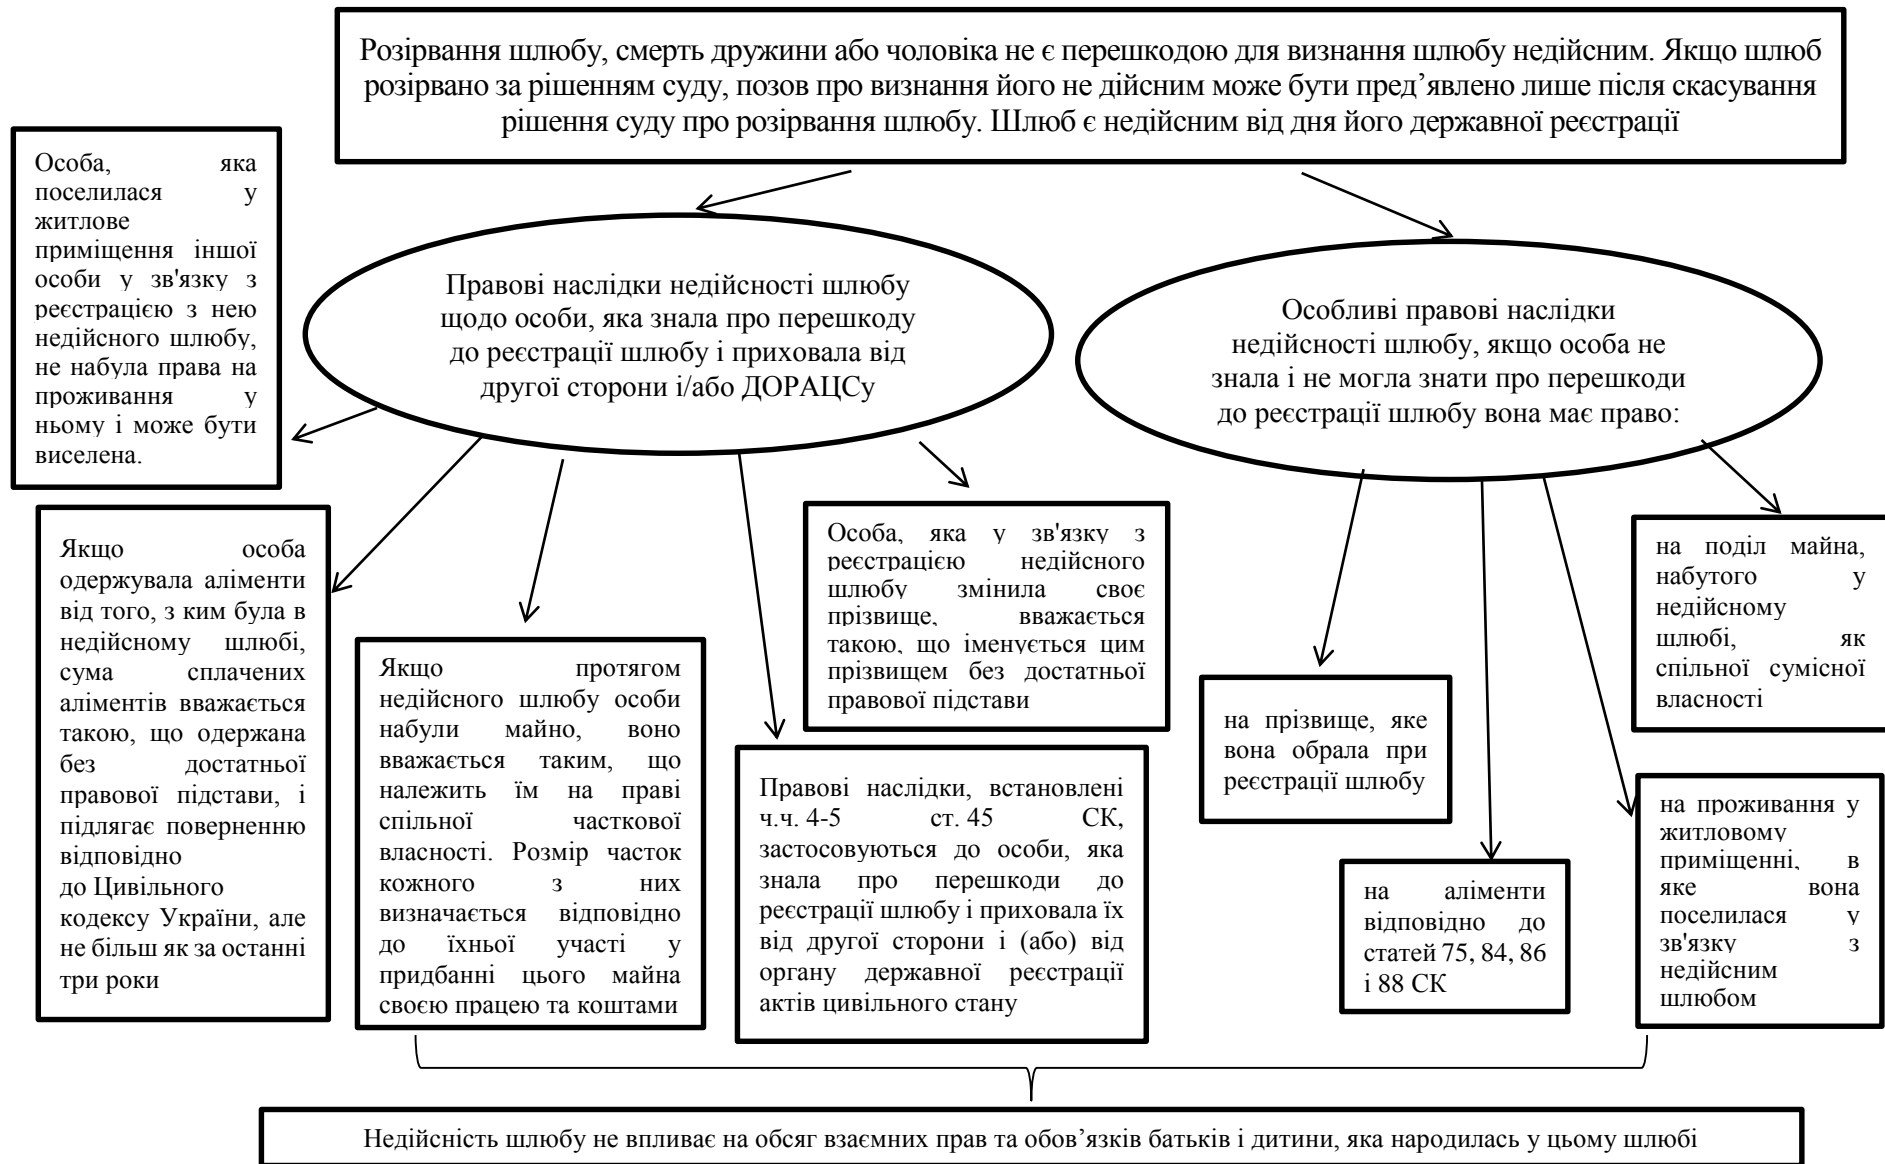 Розірвання шлюбу, смерть дружини або чоловіка не є перешкодою для визнання шлюбу недійсним. Якщо шлюб
розірвано за рішенням суду, позов про визнання його не дійсним може бути пред’явлено лише після скасування
рішення суду про розірвання шлюбу. Шлюб є недійсним від дня його державної реєстрації
Особа, яка
поселилася у
житлове
приміщення іншої
особи у зв'язку з
реєстрацією з нею
недійсного шлюбу,
не набула права на
проживання у
ньому і може бути
виселена.
Правові наслідки недійсності шлюбу
щодо особи, яка знала про перешкоду
до реєстрації шлюбу і приховала від
другої сторони і/або ДОРАЦСу
Особливі правові наслідки
недійсності шлюбу, якщо особа не
знала і не могла знати про перешкоди
до реєстрації шлюбу вона має право:
Якщо особа
одержувала аліменти
від того, з ким була в
недійсному шлюбі,
сума сплачених
аліментів вважається
такою, що одержана
без достатньої
правової підстави, і
підлягає поверненню
відповідно
до Цивільного
кодексу України, але
не більш як за останні
три роки
Якщо протягом
недійсного шлюбу особи
набули майно, воно
вважається таким, що
належить їм на праві
спільної часткової
власності. Розмір часток
кожного з них
визначається відповідно
до їхньої участі у
придбанні цього майна
своєю працею та коштами
Особа, яка у зв'язку з
реєстрацією недійсного
шлюбу змінила своє
прізвище, вважається
такою, що іменується цим
прізвищем без достатньої
правової підстави
Правові наслідки, встановлені
ч.ч. 4-5 ст. 45 СК,
застосовуються до особи, яка
знала про перешкоди до
реєстрації шлюбу і приховала їх
від другої сторони і (або) від
органу державної реєстрації
актів цивільного стану
на прізвище, яке
вона обрала при
реєстрації шлюбу
на аліменти
відповідно до
статей 75, 84, 86
і 88 СК
на поділ майна,
набутого у
недійсному
шлюбі, як
спільної сумісної
власності
на проживання у
житловому
приміщенні, в
яке вона
поселилася у
зв'язку з
недійсним
шлюбом
Недійсність шлюбу не впливає на обсяг взаємних прав та обов’язків батьків і дитини, яка народилась у цьому шлюбі